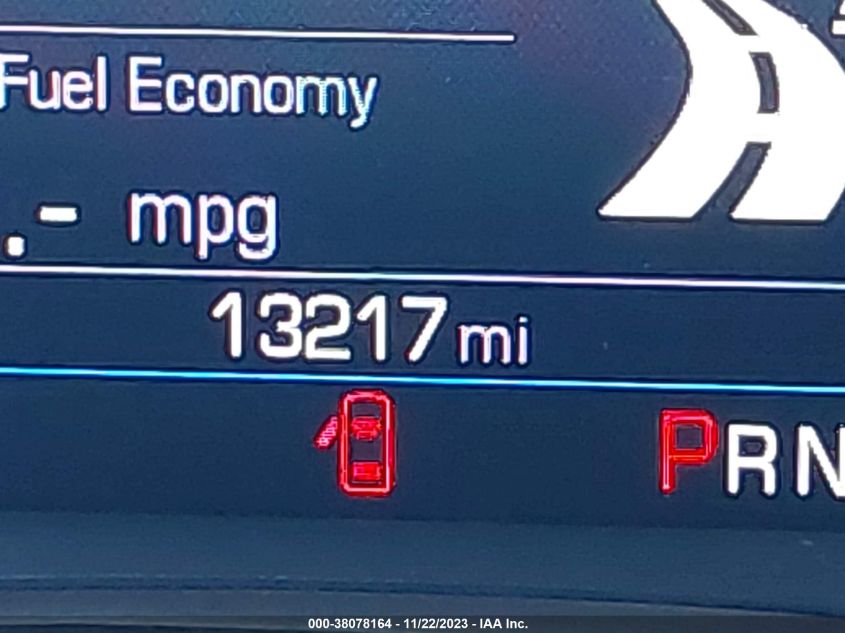 Fuel Economy
.- mpg
13217 mi
PRN
000-38078164 - 11/22/2023 - IAA Inc.